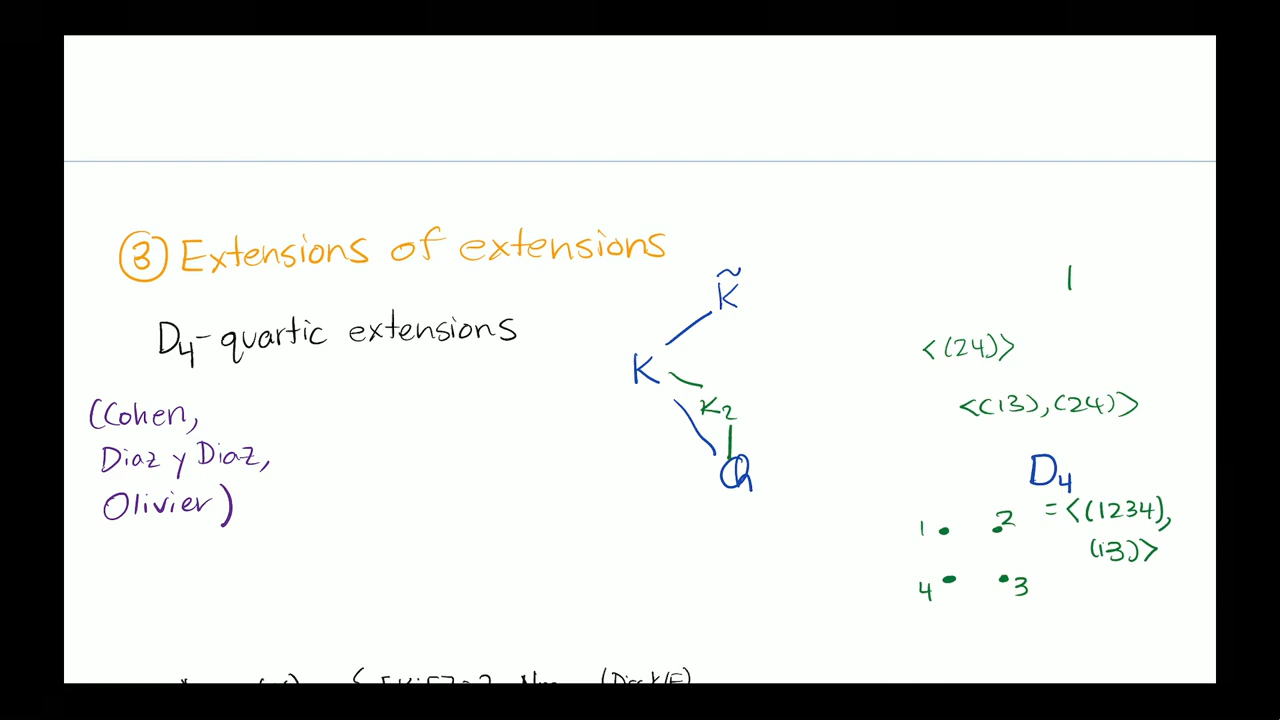 ③ Extensions of extensions
D4-quartic extensions
(Cohen,
Diaz y Diaz,
Olivier)
K̃
K
K2
ℚ
1
<(24)>
<(13),(24)>
D4
=<(1234),
(13)>
1 2
4 3